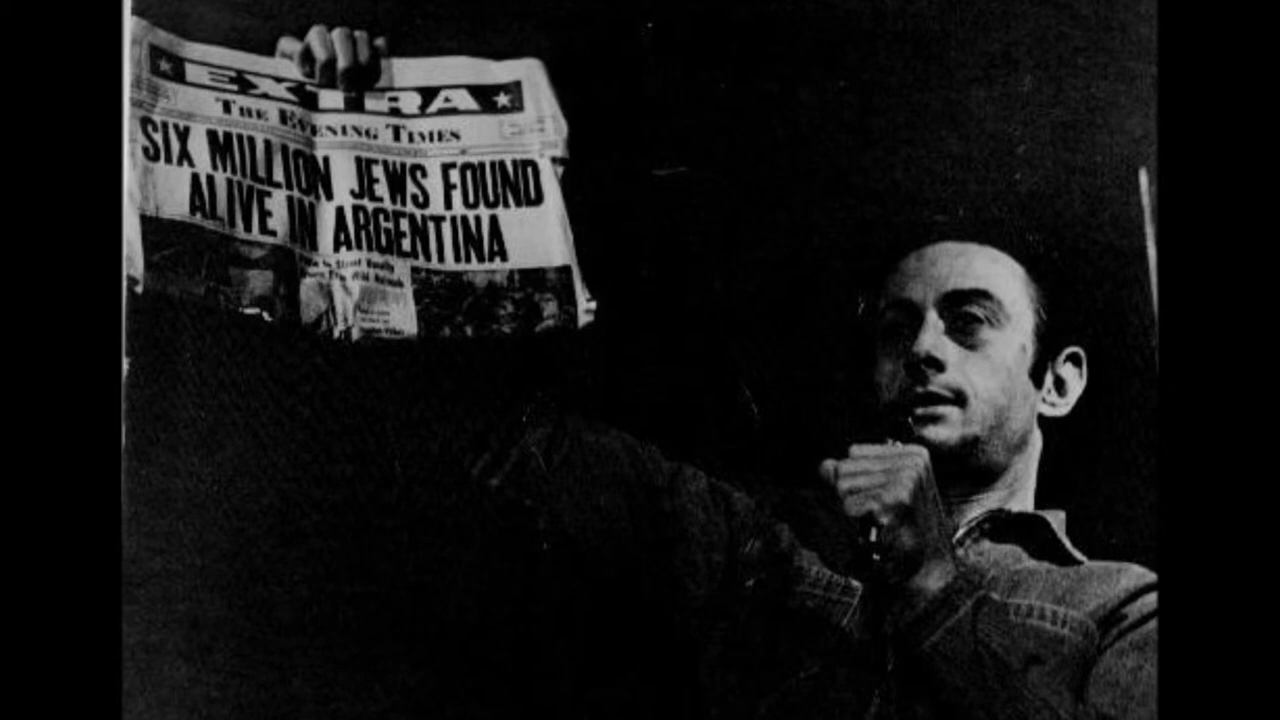 EXTRA
THE EVENING TIMES
SIX MILLION JEWS FOUND
ALIVE IN ARGENTINA